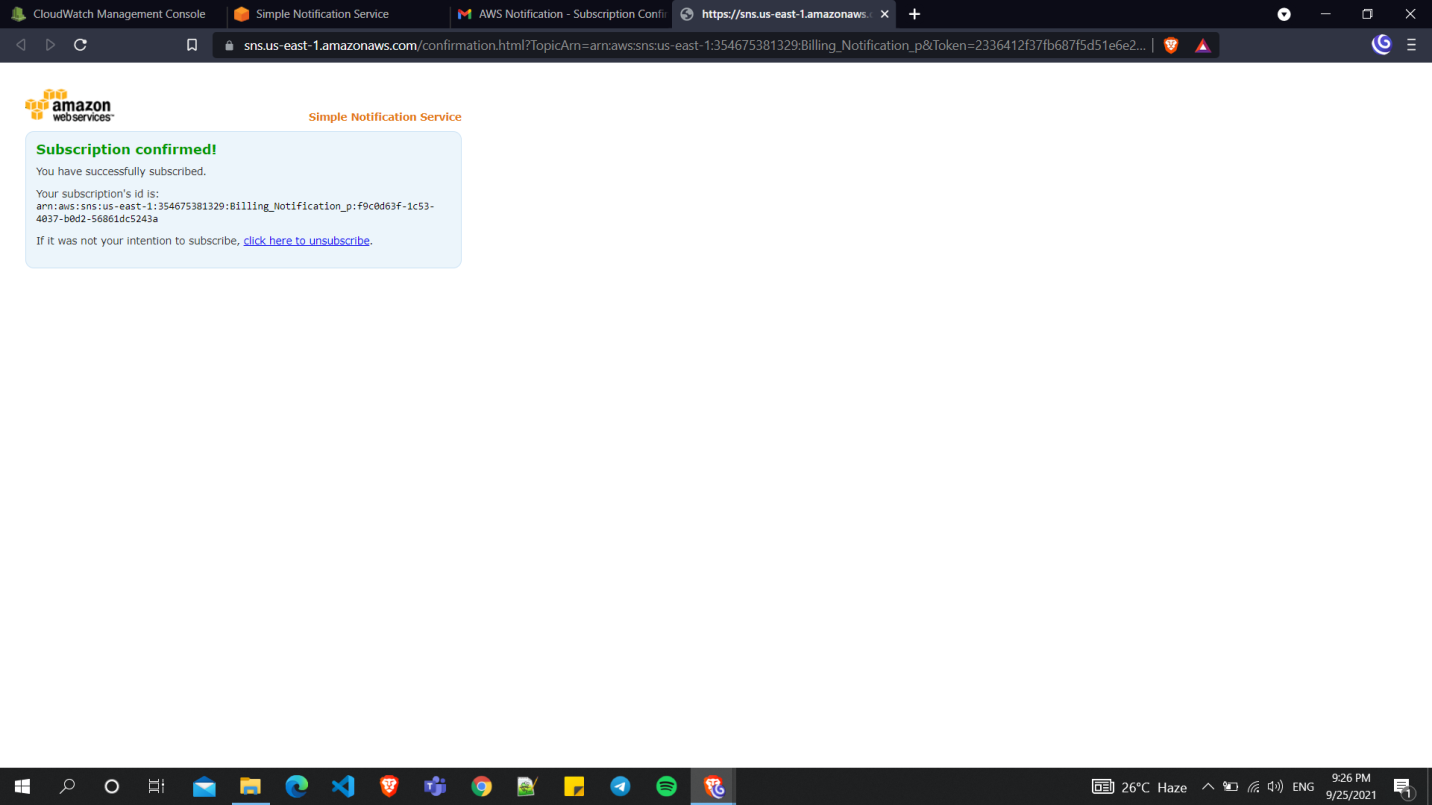 CloudWatch Management Console
Simple Notification Service
AWS Notification - Subscription Confir
https://sns.us-east-1.amazonaws.c
sns.us-east-1.amazonaws.com/confirmation.html?TopicArn=arn:aws:sns:us-east-1:354675381329:Billing_Notification_p&Token=2336412f37fb687f5d51e6e2...
amazon
webservices™
Simple Notification Service
Subscription confirmed!
You have successfully subscribed.
Your subscription's id is:
arn:aws:sns:us-east-1:354675381329:Billing_Notification_p:f9c0d63f-1c53-
4037-b0d2-56861dc5243a
If it was not your intention to subscribe, click here to unsubscribe.
26°C Haze
ENG
9:26 PM
9/25/2021
1